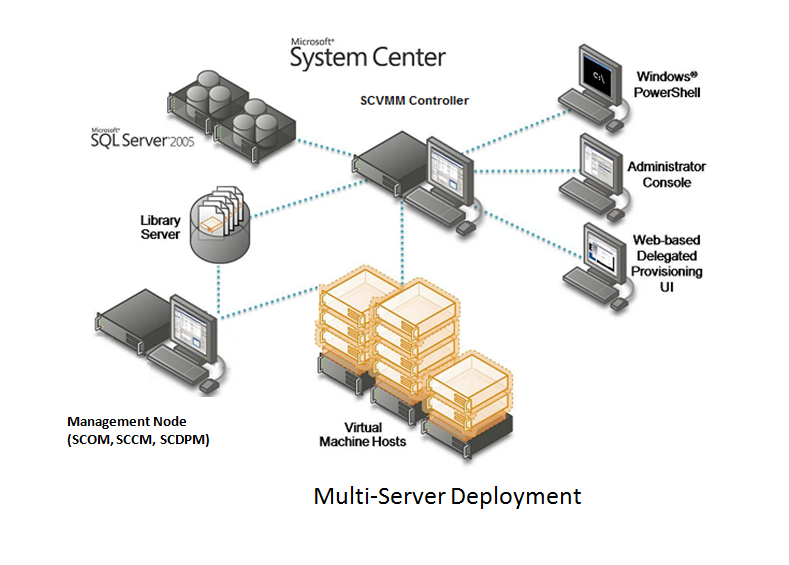 Microsoft®
System Center
SCVMM Controller
Windows®
PowerShell
C:\
Microsoft®
SQL Server 2005
Administrator
Console
Library
Server
Web-based
Delegated
Provisioning
UI
Management Node
(SCOM, SCCM, SCDPM)
Virtual
Machine Hosts
Multi-Server Deployment